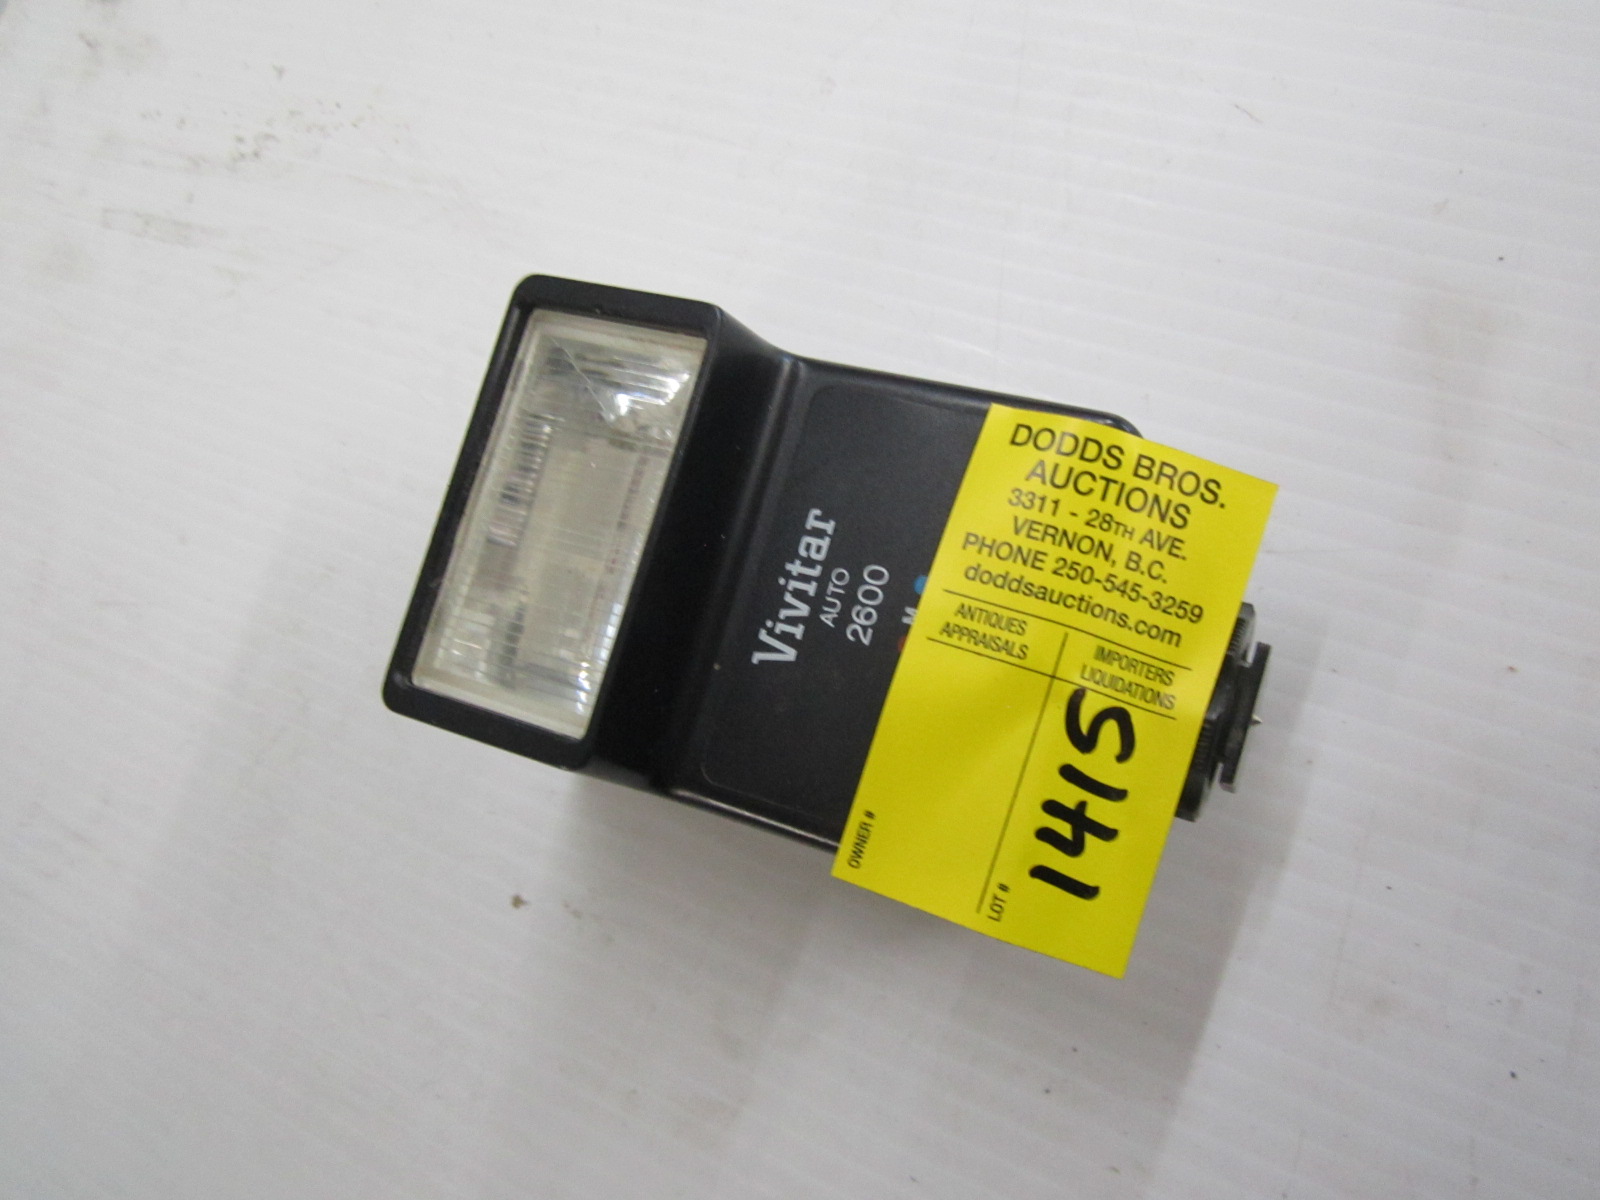 Vivitar
AUTO
2600
M
DODDS BROS.
AUCTIONS
3311 - 28TH AVE.
VERNON, B.C.
PHONE 250-545-3259
doddsauctions.com
ANTIQUES
APPRAISALS
IMPORTERS
LIQUIDATIONS
OWNER #
LOT #
1415